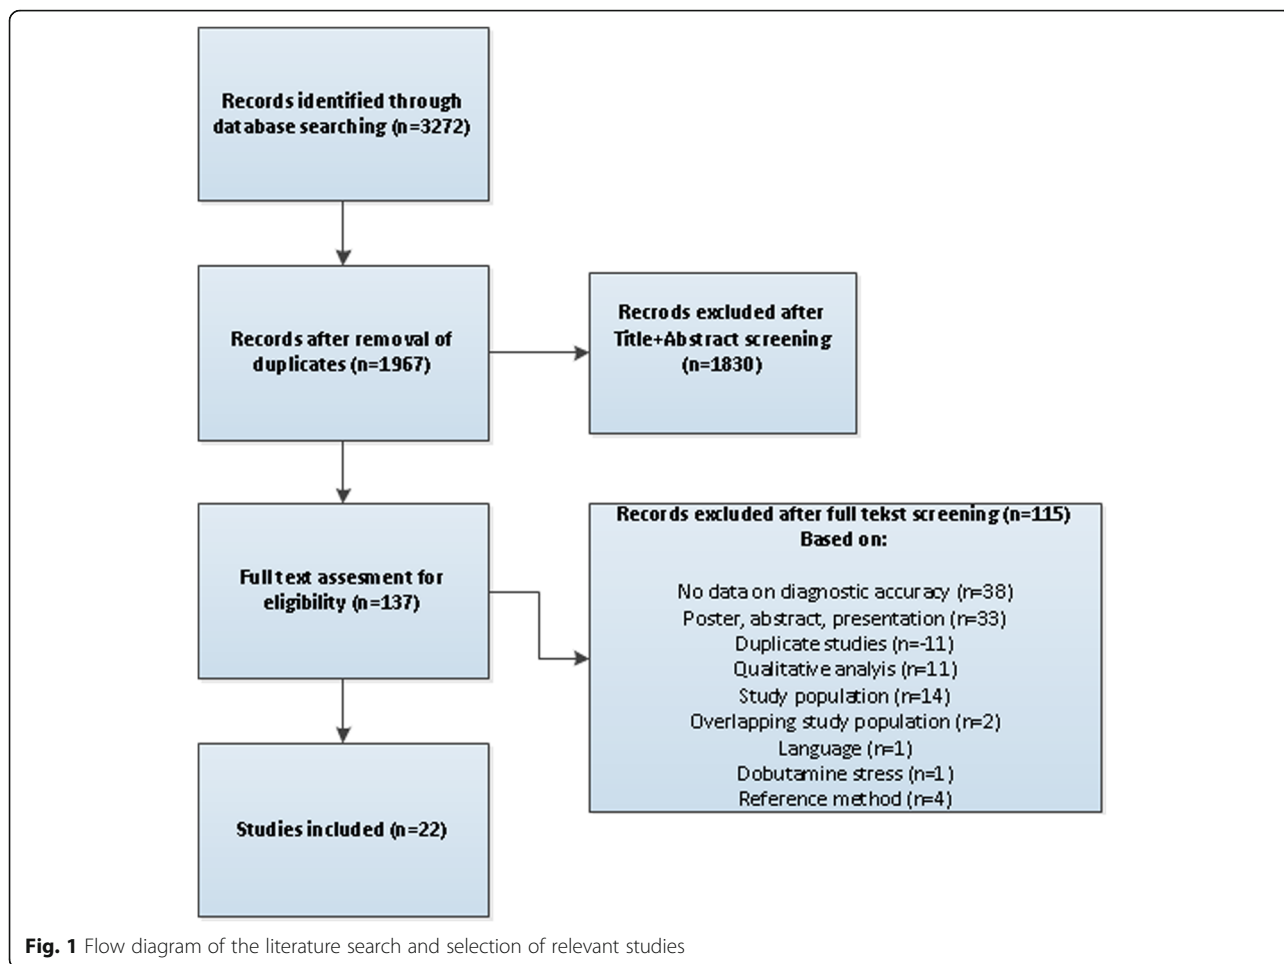 Records identified through
database searching (n=3272)
Records after removal of
duplicates (n=1967)
Recrods excluded after
Title+Abstract screening
(n=1830)
Full text assesment for
eligibility (n=137)
Records excluded after full tekst screening (n=115)
Based on:
No data on diagnostic accuracy (n=38)
Poster, abstract, presentation (n=33)
Duplicate studies (n=-11)
Qualitative analyis (n=11)
Study population (n=14)
Overlapping study population (n=2)
Language (n=1)
Dobutamine stress (n=1)
Reference method (n=4)
Studies included (n=22)
Fig. 1 Flow diagram of the literature search and selection of relevant studies